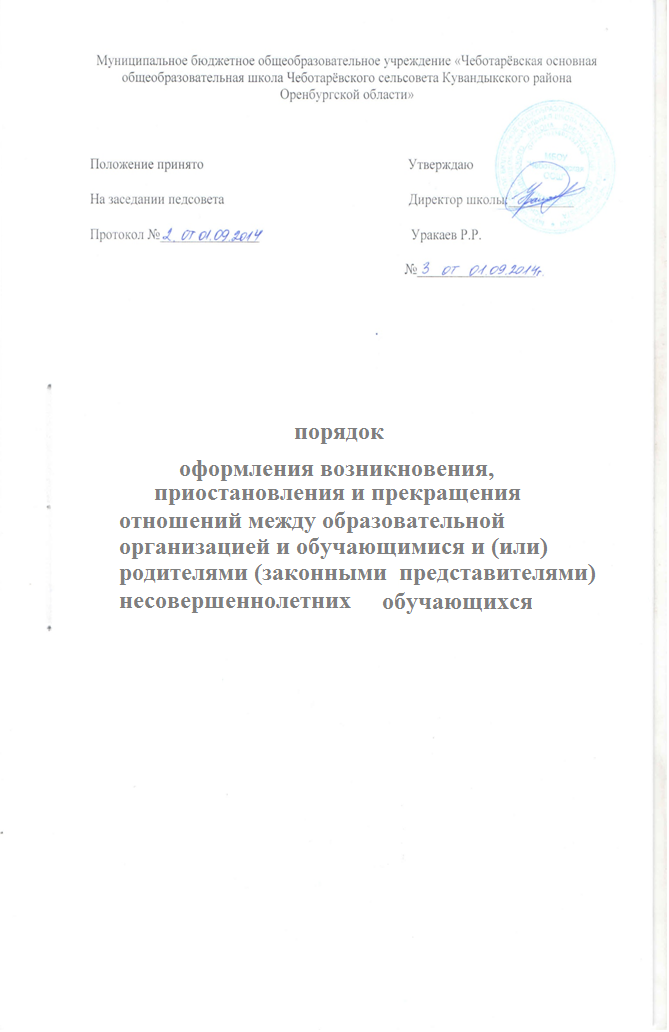 Муниципальное бюджетное общеобразовательное учреждение «Чеботарёвская основная
общеобразовательная школа Чеботарёвского сельсовета Кувандыкского района
Оренбургской области»
Положение принято
Утверждаю
На заседании педсовета
Директор школы
Протокол № 2 от 01.09.2014
Уракаев Р.Р.
№ 3 от 01.09.2014г.
порядок
оформления возникновения,
приостановления и прекращения
отношений между образовательной
организацией и обучающимися и (или)
родителями (законными представителями)
несовершеннолетних обучающихся